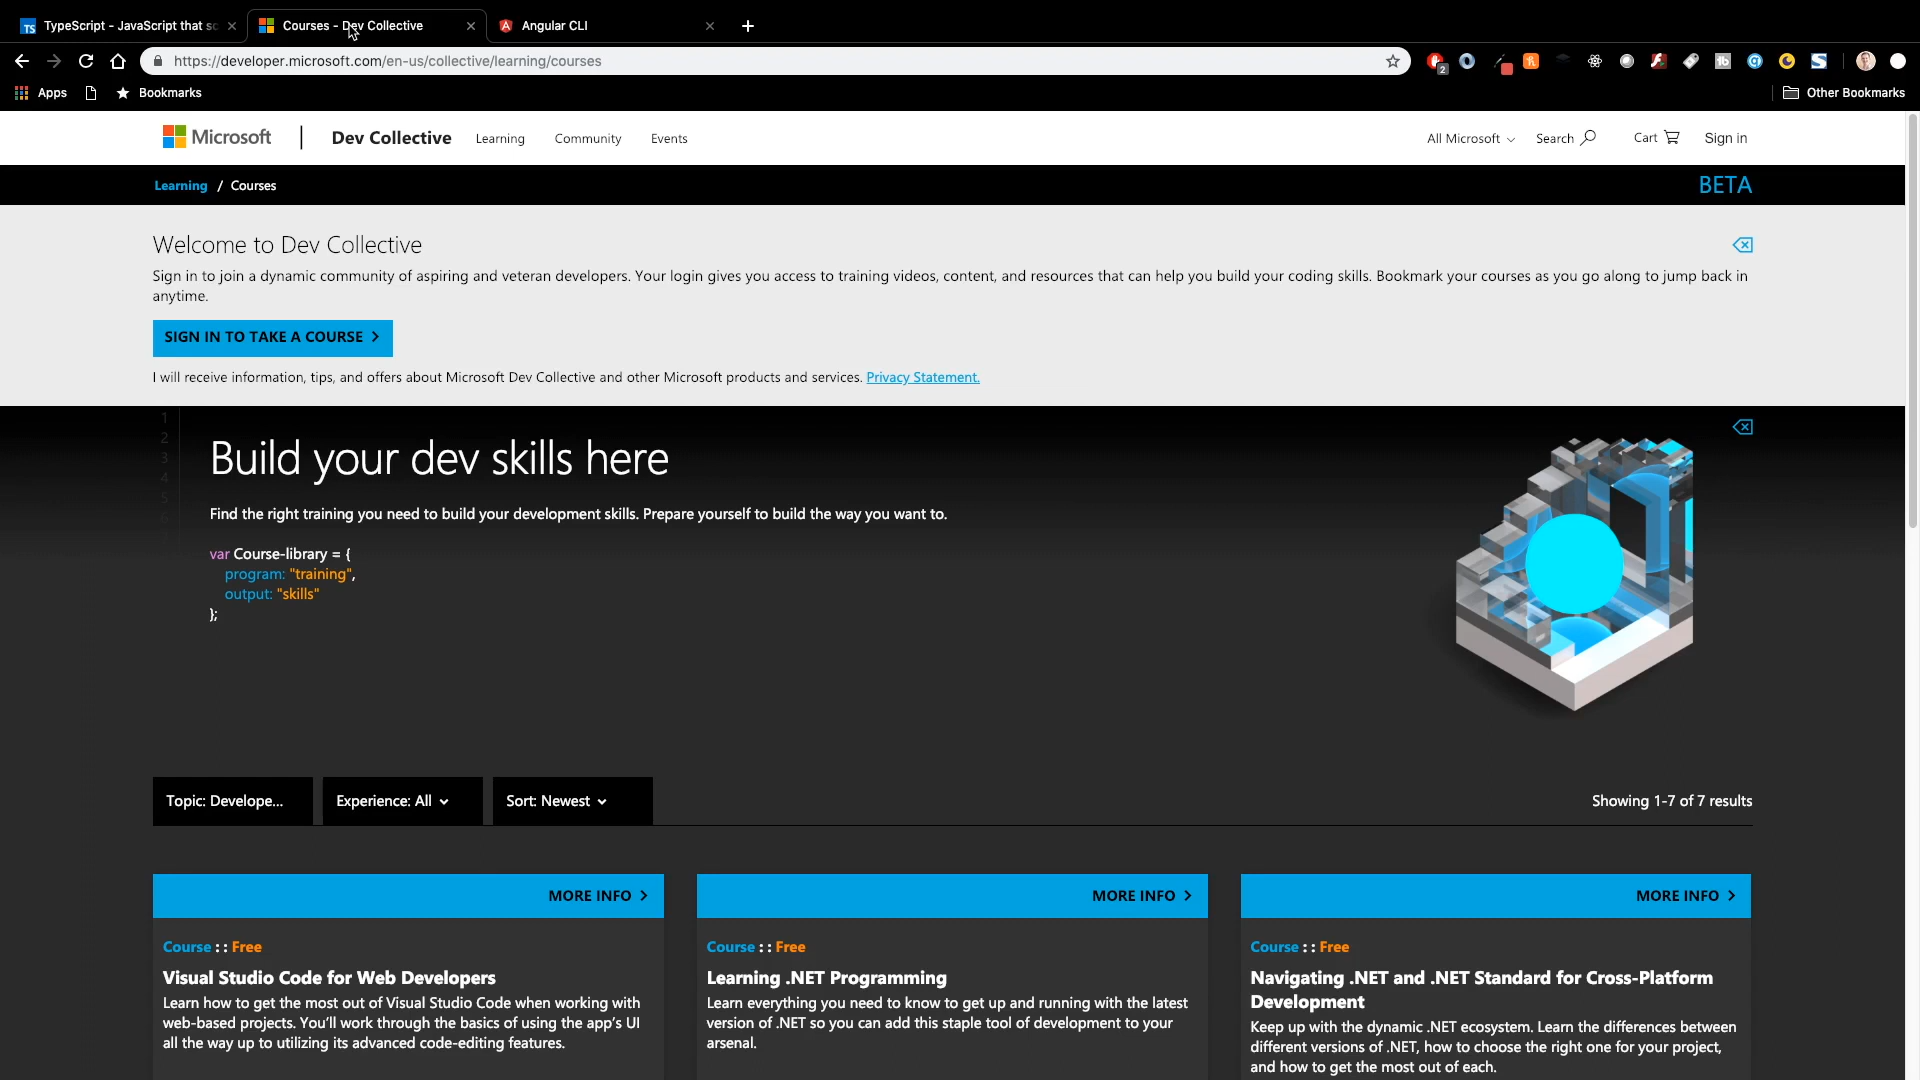 TypeScript - JavaScript that sc
Courses - Dev Collective
Angular CLI
https://developer.microsoft.com/en-us/collective/learning/courses
2
Apps
Bookmarks
Other Bookmarks
Microsoft
Dev Collective
Learning
Community
Events
All Microsoft
Search
Cart
Sign in
Learning / Courses
BETA
Welcome to Dev Collective
Sign in to join a dynamic community of aspiring and veteran developers. Your login gives you access to training videos, content, and resources that can help you build your coding skills. Bookmark your courses as you go along to jump back in
anytime.
SIGN IN TO TAKE A COURSE
I will receive information, tips, and offers about Microsoft Dev Collective and other Microsoft products and services. Privacy Statement.
1
2
3
4
5
Build your dev skills here
Find the right training you need to build your development skills. Prepare yourself to build the way you want to.
var Course-library = {
program: "training",
output: "skills"
};
Topic: Develope...
Experience: All
Sort: Newest
Showing 1-7 of 7 results
MORE INFO
Course :: Free
Visual Studio Code for Web Developers
Learn how to get the most out of Visual Studio Code when working with
web-based projects. You'll work through the basics of using the app's UI
all the way up to utilizing its advanced code-editing features.
MORE INFO
Course :: Free
Learning .NET Programming
Learn everything you need to know to get up and running with the latest
version of .NET so you can add this staple tool of development to your
arsenal.
MORE INFO
Course :: Free
Navigating .NET and .NET Standard for Cross-Platform
Development
Keep up with the dynamic .NET ecosystem. Learn the differences between
different versions of .NET, how to choose the right one for your project,
and how to get the most out of each.